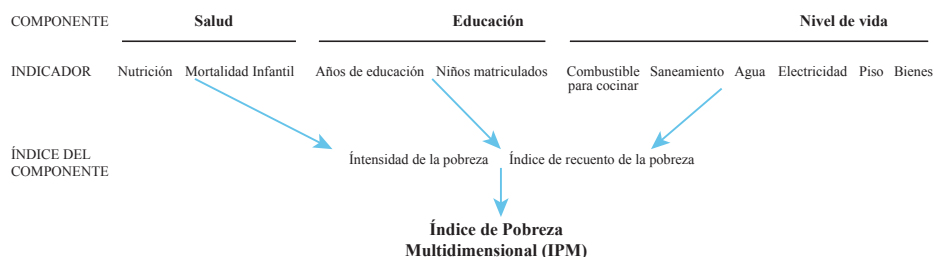 COMPONENTE Salud Educación Nivel de vida
INDICADOR Nutrición Mortalidad Infantil Años de educación Niños matriculados Combustible Saneamiento Agua Electricidad Piso Bienes
para cocinar
ÍNDICE DEL Íntensidad de la pobreza Índice de recuento de la pobreza
COMPONENTE
Índice de Pobreza
Multidimensional (IPM)